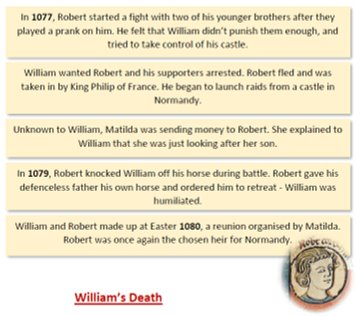 In 1077, Robert started a fight with two of his younger brothers after they
played a prank on him. He felt that William didn't punish them enough, and
tried to take control of his castle.
William wanted Robert and his supporters arrested. Robert fled and was
taken in by King Philip of France. He began to launch raids from a castle in
Normandy.
Unknown to William, Matilda was sending money to Robert. She explained to
William that she was just looking after her son.
In 1079, Robert knocked William off his horse during battle. Robert gave his
defenceless father his own horse and ordered him to retreat - William was
humiliated.
William and Robert made up at Easter 1080, a reunion organised by Matilda.
Robert was once again the chosen heir for Normandy.
William's Death